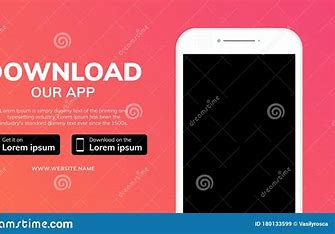 DOWNLOAD
OUR APP
Lorem ipsum is simply dummy text of the
printing and typesetting industry. Lorem Ipsum has been the
industry's standard dummy text ever since the 1500s.
Get it on
Lorem ipsum
Download on the
Lorem ipsum
WWW.WEBSITE.NAME
dreamstime
dreamstime.com
ID 180133599 © Vasilyrosca